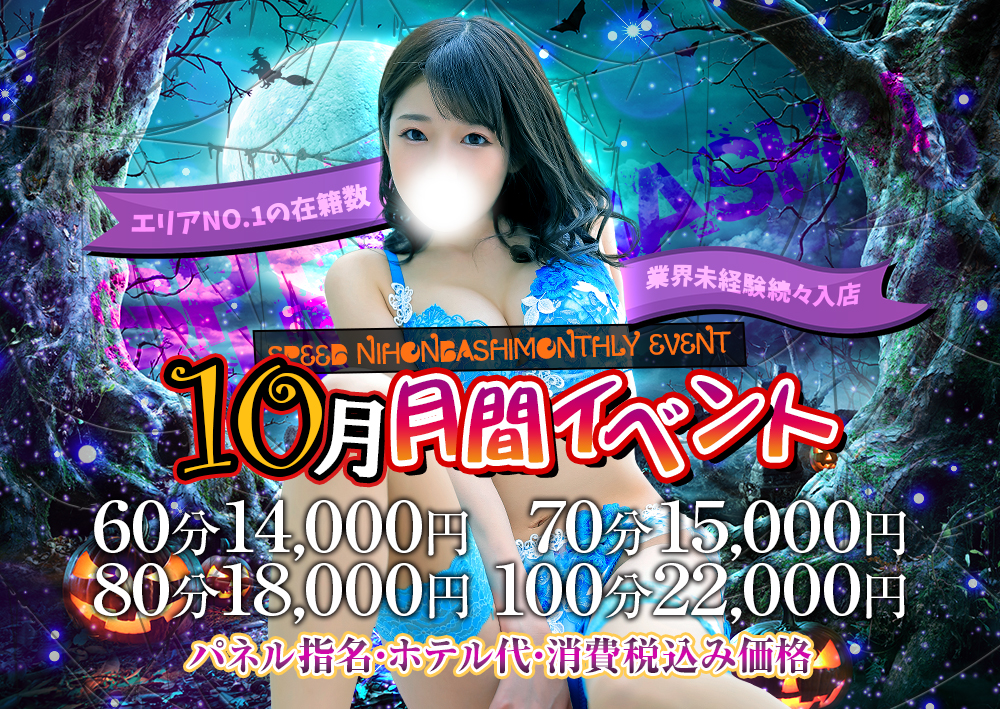 エリアNO.1の在籍数
業界未経験続々入店
SPEED NIHONBASHIMONTHLY EVENT
10月月間イベント
60分14,000円 70分15,000円
80分18,000円 100分22,000円
パネル指名・ホテル代・消費税込み価格